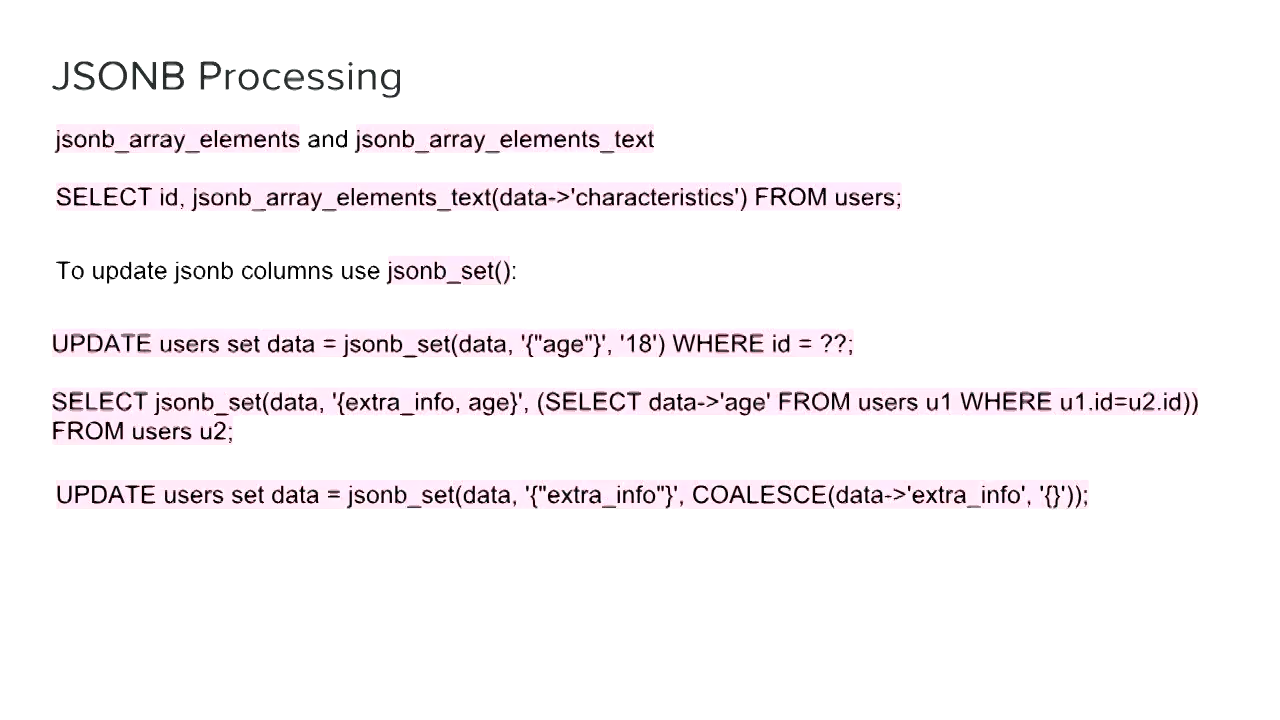 JSONB Processing
jsonb_array_elements and jsonb_array_elements_text
SELECT id, jsonb_array_elements_text(data->'characteristics') FROM users;
To update jsonb columns use jsonb_set():
UPDATE users set data = jsonb_set(data, '{"age"}', '18') WHERE id = ??;
SELECT jsonb_set(data, '{extra_info, age}', (SELECT data->'age' FROM users u1 WHERE u1.id=u2.id))
FROM users u2;
UPDATE users set data = jsonb_set(data, '{"extra_info"}', COALESCE(data->'extra_info', '{}'));